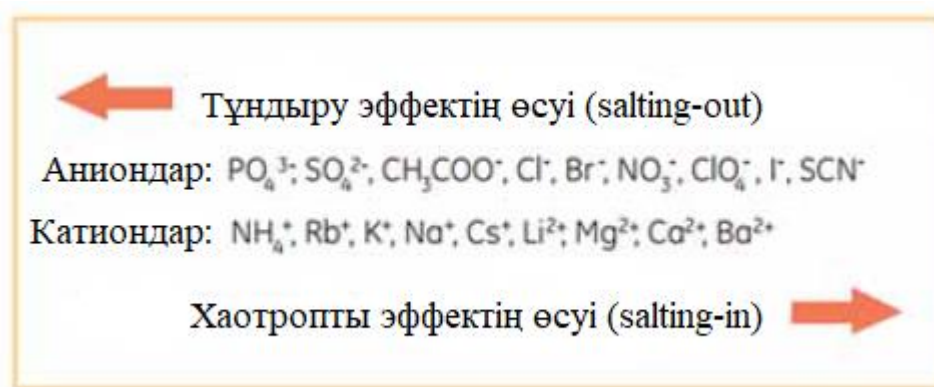 Тұндыру эффектің өсуі (salting-out)
Аниондар: PO₄³⁻; SO₄²⁻, CH₃COO⁻, Cl⁻, Br⁻, NO₃⁻, ClO₄⁻, I⁻, SCN⁻
Катиондар: NH₄⁺, Rb⁺, K⁺, Na⁺, Cs⁺, Li²⁺; Mg²⁺, Ca²⁺, Ba²⁺
Хаотропты эффектің өсуі (salting-in)